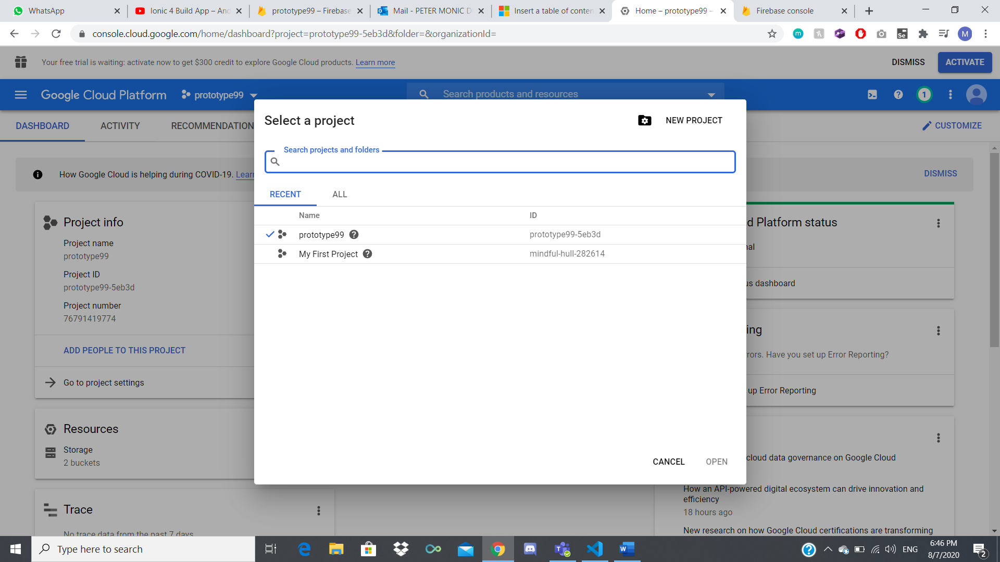 WhatsApp
Ionic 4 Build App – And
prototype99 – Firebase
Mail - PETER MONIC D
Insert a table of conten
Home – prototype99 –
Firebase console
console.cloud.google.com/home/dashboard?project=prototype99-5eb3d&folder=&organizationId=
M
Your free trial is waiting: activate now to get $300 credit to explore Google Cloud products. Learn more
DISMISS
ACTIVATE
Google Cloud Platform
prototype99
Search products and resources
1
DASHBOARD
ACTIVITY
RECOMMENDATION
CUSTOMIZE
How Google Cloud is helping during COVID-19. Learn
DISMISS
Select a project
NEW PROJECT
Search projects and folders
RECENT
ALL
Name
ID
prototype99
prototype99-5eb3d
My First Project
mindful-hull-282614
CANCEL
OPEN
Project info
Project name
prototype99
Project ID
prototype99-5eb3d
Project number
76791419774
ADD PEOPLE TO THIS PROJECT
Go to project settings
Resources
Storage
2 buckets
Trace
No trace data from the past 7 days
d Platform status
nal
us dashboard
ing
rors. Have you set up Error Reporting?
up Error Reporting
cloud data governance on Google Cloud
How an API-powered digital ecosystem can drive innovation and
efficiency
18 hours ago
New research on how Google Cloud certifications are transforming
Type here to search
ENG
6:46 PM
8/7/2020
2